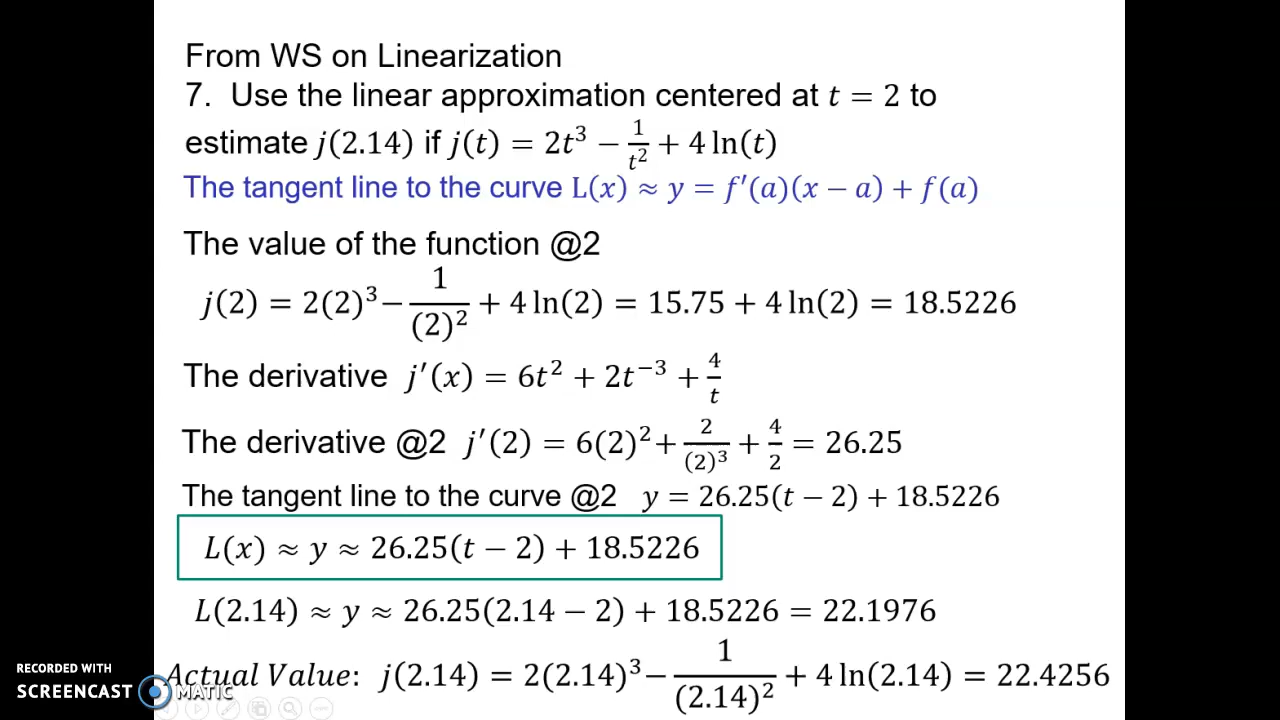 From WS on Linearization
7. Use the linear approximation centered at t = 2 to
estimate j(2.14) if j(t) = 2t³ − 1/t² + 4 ln(t)
The tangent line to the curve L(x) ≈ y = f′(a)(x − a) + f(a)
The value of the function @2
j(2) = 2(2)³− 1/(2)² + 4 ln(2) = 15.75 + 4 ln(2) = 18.5226
The derivative j′(x) = 6t² + 2t⁻³ + 4/t
The derivative @2 j′(2) = 6(2)²+ 2/(2)³ + 4/2 = 26.25
The tangent line to the curve @2 y = 26.25(t − 2) + 18.5226
L(x) ≈ y ≈ 26.25(t − 2) + 18.5226
L(2.14) ≈ y ≈ 26.25(2.14 − 2) + 18.5226 = 22.1976
Actual Value: j(2.14) = 2(2.14)³− 1/(2.14)² + 4 ln(2.14) = 22.4256
RECORDED WITH
SCREENCAST MATIC